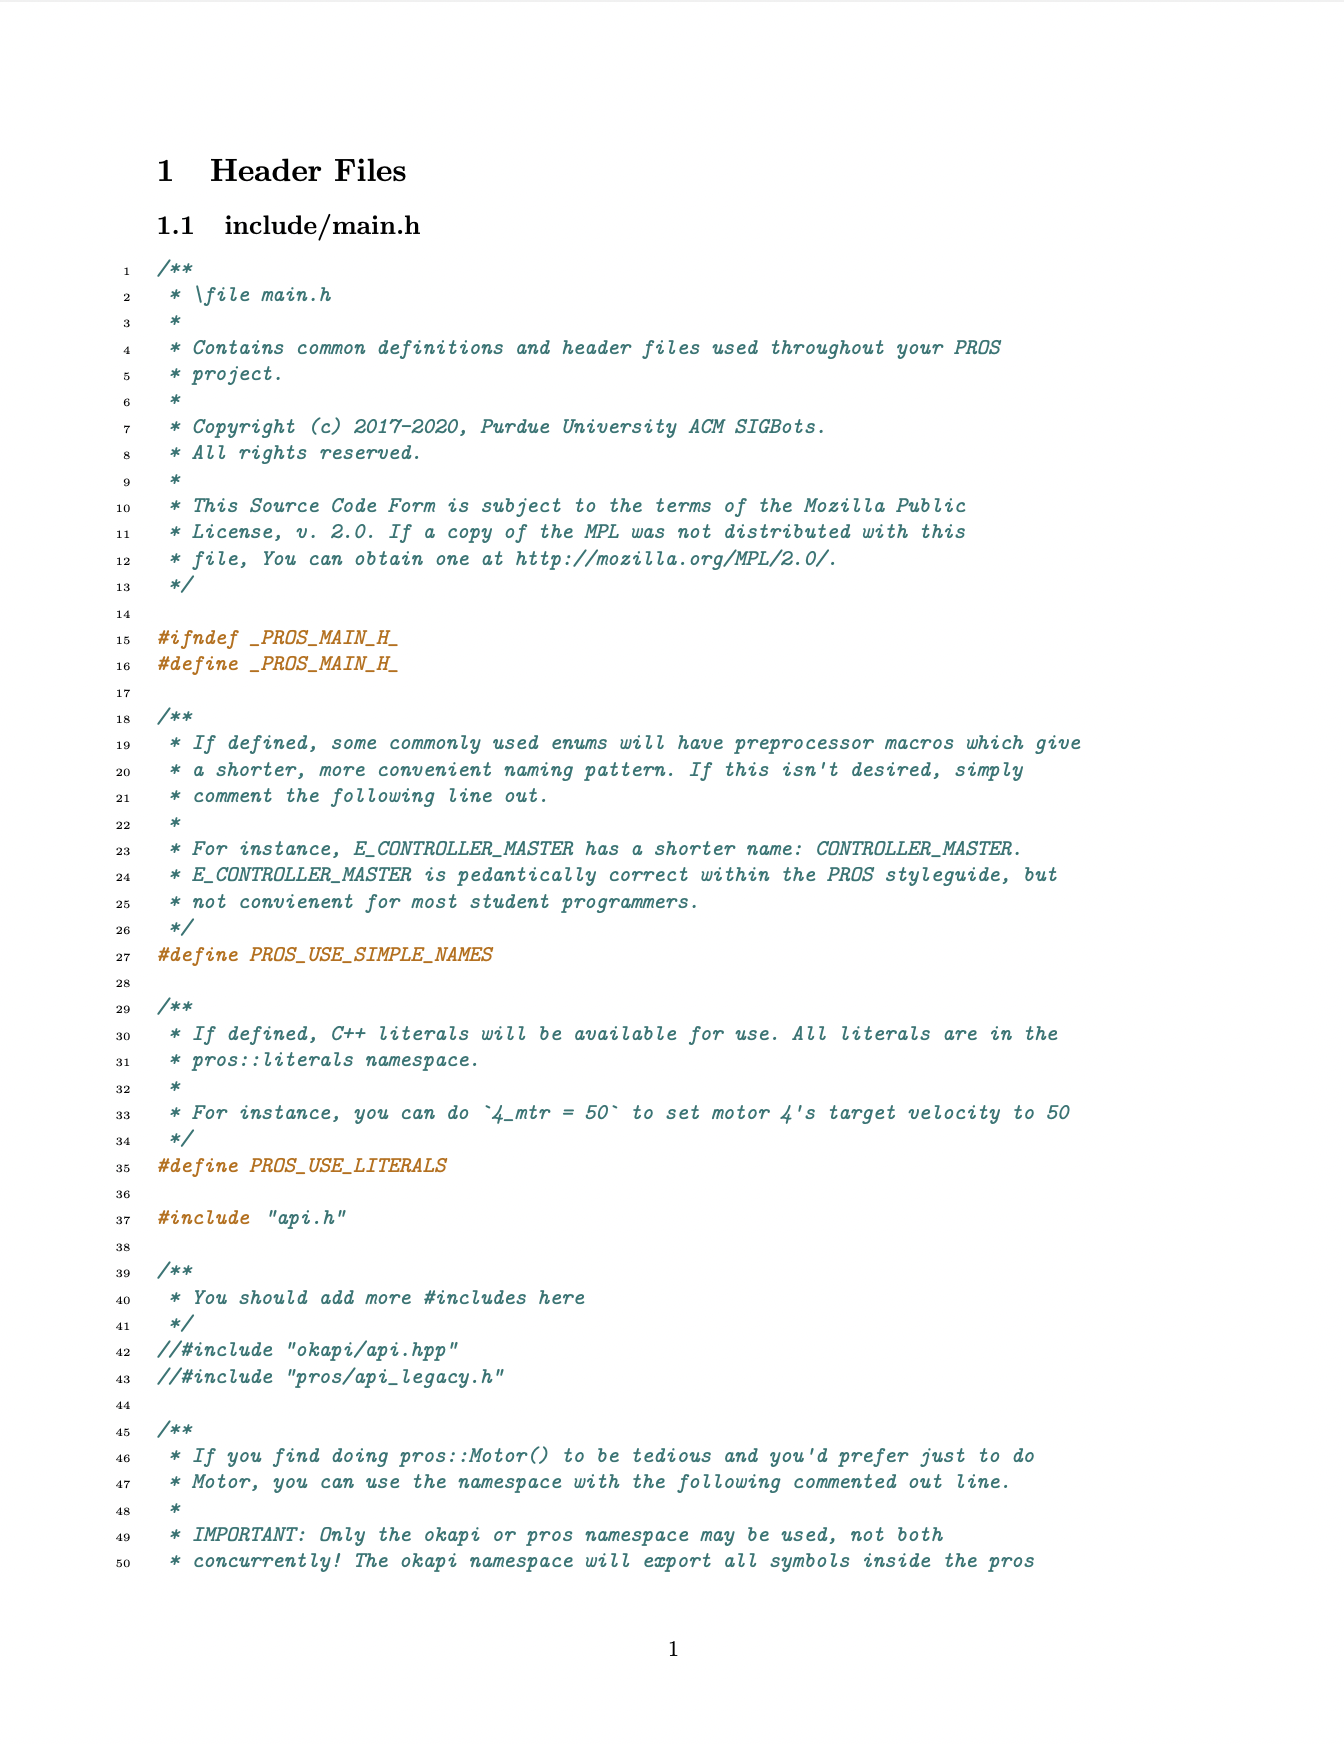 1 Header Files
1.1 include/main.h
1 /**
2 * \file main.h
3 *
4 * Contains common definitions and header files used throughout your PROS
5 * project.
6 *
7 * Copyright (c) 2017-2020, Purdue University ACM SIGBots.
8 * All rights reserved.
9 *
10 * This Source Code Form is subject to the terms of the Mozilla Public
11 * License, v. 2.0. If a copy of the MPL was not distributed with this
12 * file, You can obtain one at http://mozilla.org/MPL/2.0/.
13 */
14
15 #ifndef _PROS_MAIN_H_
16 #define _PROS_MAIN_H_
17
18 /**
19 * If defined, some commonly used enums will have preprocessor macros which give
20 * a shorter, more convenient naming pattern. If this isn't desired, simply
21 * comment the following line out.
22 *
23 * For instance, E_CONTROLLER_MASTER has a shorter name: CONTROLLER_MASTER.
24 * E_CONTROLLER_MASTER is pedantically correct within the PROS styleguide, but
25 * not convienent for most student programmers.
26 */
27 #define PROS_USE_SIMPLE_NAMES
28
29 /**
30 * If defined, C++ literals will be available for use. All literals are in the
31 * pros::literals namespace.
32 *
33 * For instance, you can do `4_mtr = 50` to set motor 4's target velocity to 50
34 */
35 #define PROS_USE_LITERALS
36
37 #include "api.h"
38
39 /**
40 * You should add more #includes here
41 */
42 //#include "okapi/api.hpp"
43 //#include "pros/api_legacy.h"
44
45 /**
46 * If you find doing pros::Motor() to be tedious and you'd prefer just to do
47 * Motor, you can use the namespace with the following commented out line.
48 *
49 * IMPORTANT: Only the okapi or pros namespace may be used, not both
50 * concurrently! The okapi namespace will export all symbols inside the pros
1